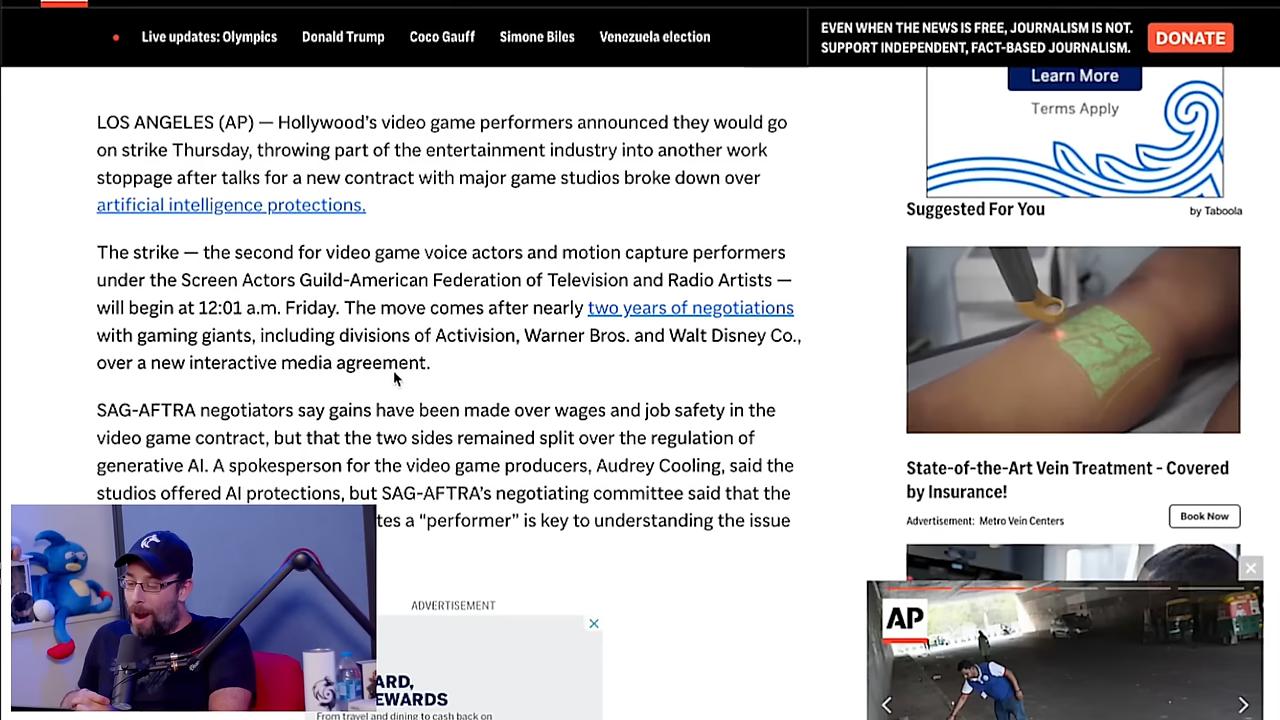 Live updates: Olympics
Donald Trump
Coco Gauff
Simone Biles
Venezuela election
EVEN WHEN THE NEWS IS FREE, JOURNALISM IS NOT.
SUPPORT INDEPENDENT, FACT-BASED JOURNALISM.
DONATE
LOS ANGELES (AP) — Hollywood's video game performers announced they would go
on strike Thursday, throwing part of the entertainment industry into another work
stoppage after talks for a new contract with major game studios broke down over
artificial intelligence protections.
The strike — the second for video game voice actors and motion capture performers
under the Screen Actors Guild-American Federation of Television and Radio Artists —
will begin at 12:01 a.m. Friday. The move comes after nearly two years of negotiations
with gaming giants, including divisions of Activision, Warner Bros. and Walt Disney Co.,
over a new interactive media agreement.
SAG-AFTRA negotiators say gains have been made over wages and job safety in the
video game contract, but that the two sides remained split over the regulation of
generative AI. A spokesperson for the video game producers, Audrey Cooling, said the
studios offered AI protections, but SAG-AFTRA's negotiating committee said that the
tes a “performer” is key to understanding the issue
ADVERTISEMENT
ARD,
EWARDS
From travel and dining to cash back on
Learn More
Terms Apply
Suggested For You
by Taboola
State-of-the-Art Vein Treatment - Covered
by Insurance!
Advertisement: Metro Vein Centers
Book Now
AP